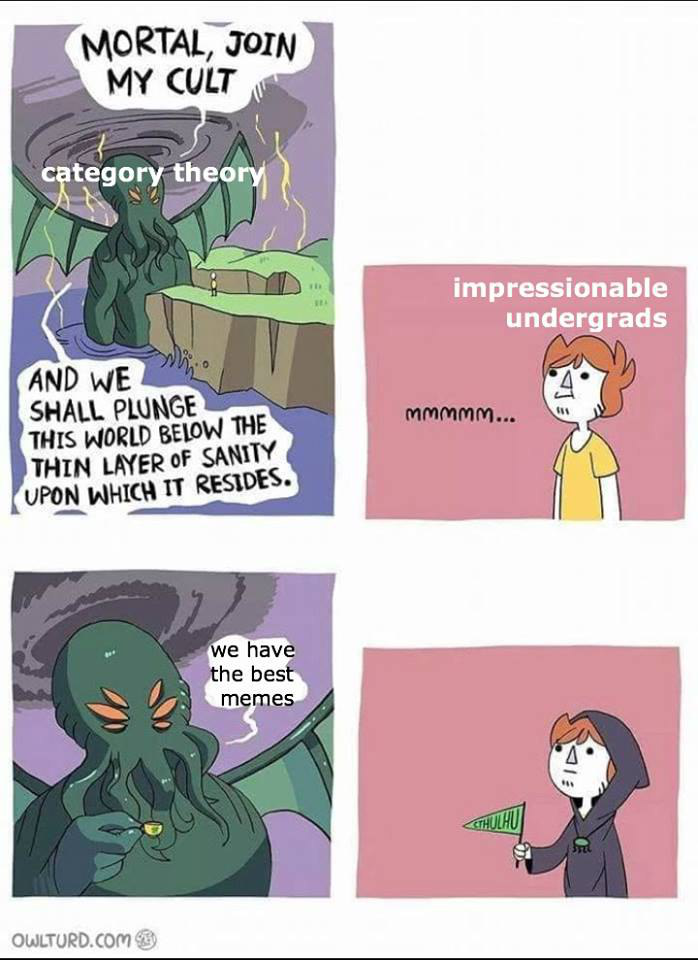 MORTAL, JOIN
MY CULT
category theory
AND WE
SHALL PLUNGE
THIS WORLD BELOW THE
THIN LAYER OF SANITY
UPON WHICH IT RESIDES.
impressionable
undergrads
mmmmm...
we have
the best
memes
CTHULHU
OWLTURD.COM